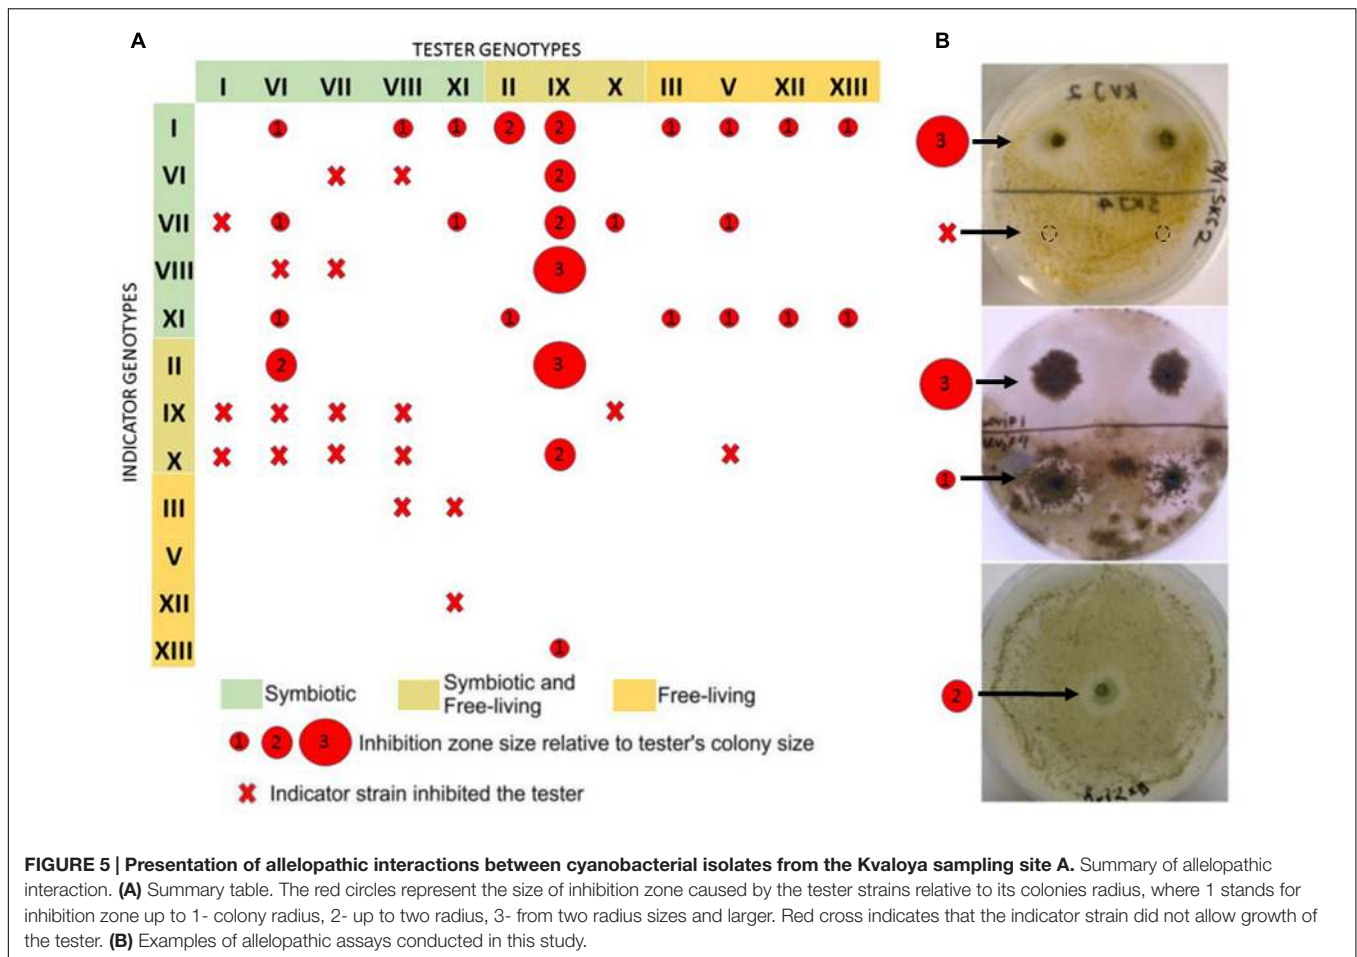 A
B
TESTER GENOTYPES
I VI VII VIII XI II IX X III V XII XIII
INDICATOR GENOTYPES
I 1 1 1 2 2 1 1 1 1
VI 2
VII 1 1 2 1 1
VIII 3
XI 1 1 1 1 1 1
II 2 3
IX
X 2
III
V
XII
XIII 1
Symbiotic
Symbiotic and
Free-living
Free-living
1 2 3 Inhibition zone size relative to tester's colony size
Indicator strain inhibited the tester
3
3
1
2
FIGURE 5 | Presentation of allelopathic interactions between cyanobacterial isolates from the Kvaloya sampling site A. Summary of allelopathic
interaction. (A) Summary table. The red circles represent the size of inhibition zone caused by the tester strains relative to its colonies radius, where 1 stands for
inhibition zone up to 1- colony radius, 2- up to two radius, 3- from two radius sizes and larger. Red cross indicates that the indicator strain did not allow growth of
the tester. (B) Examples of allelopathic assays conducted in this study.